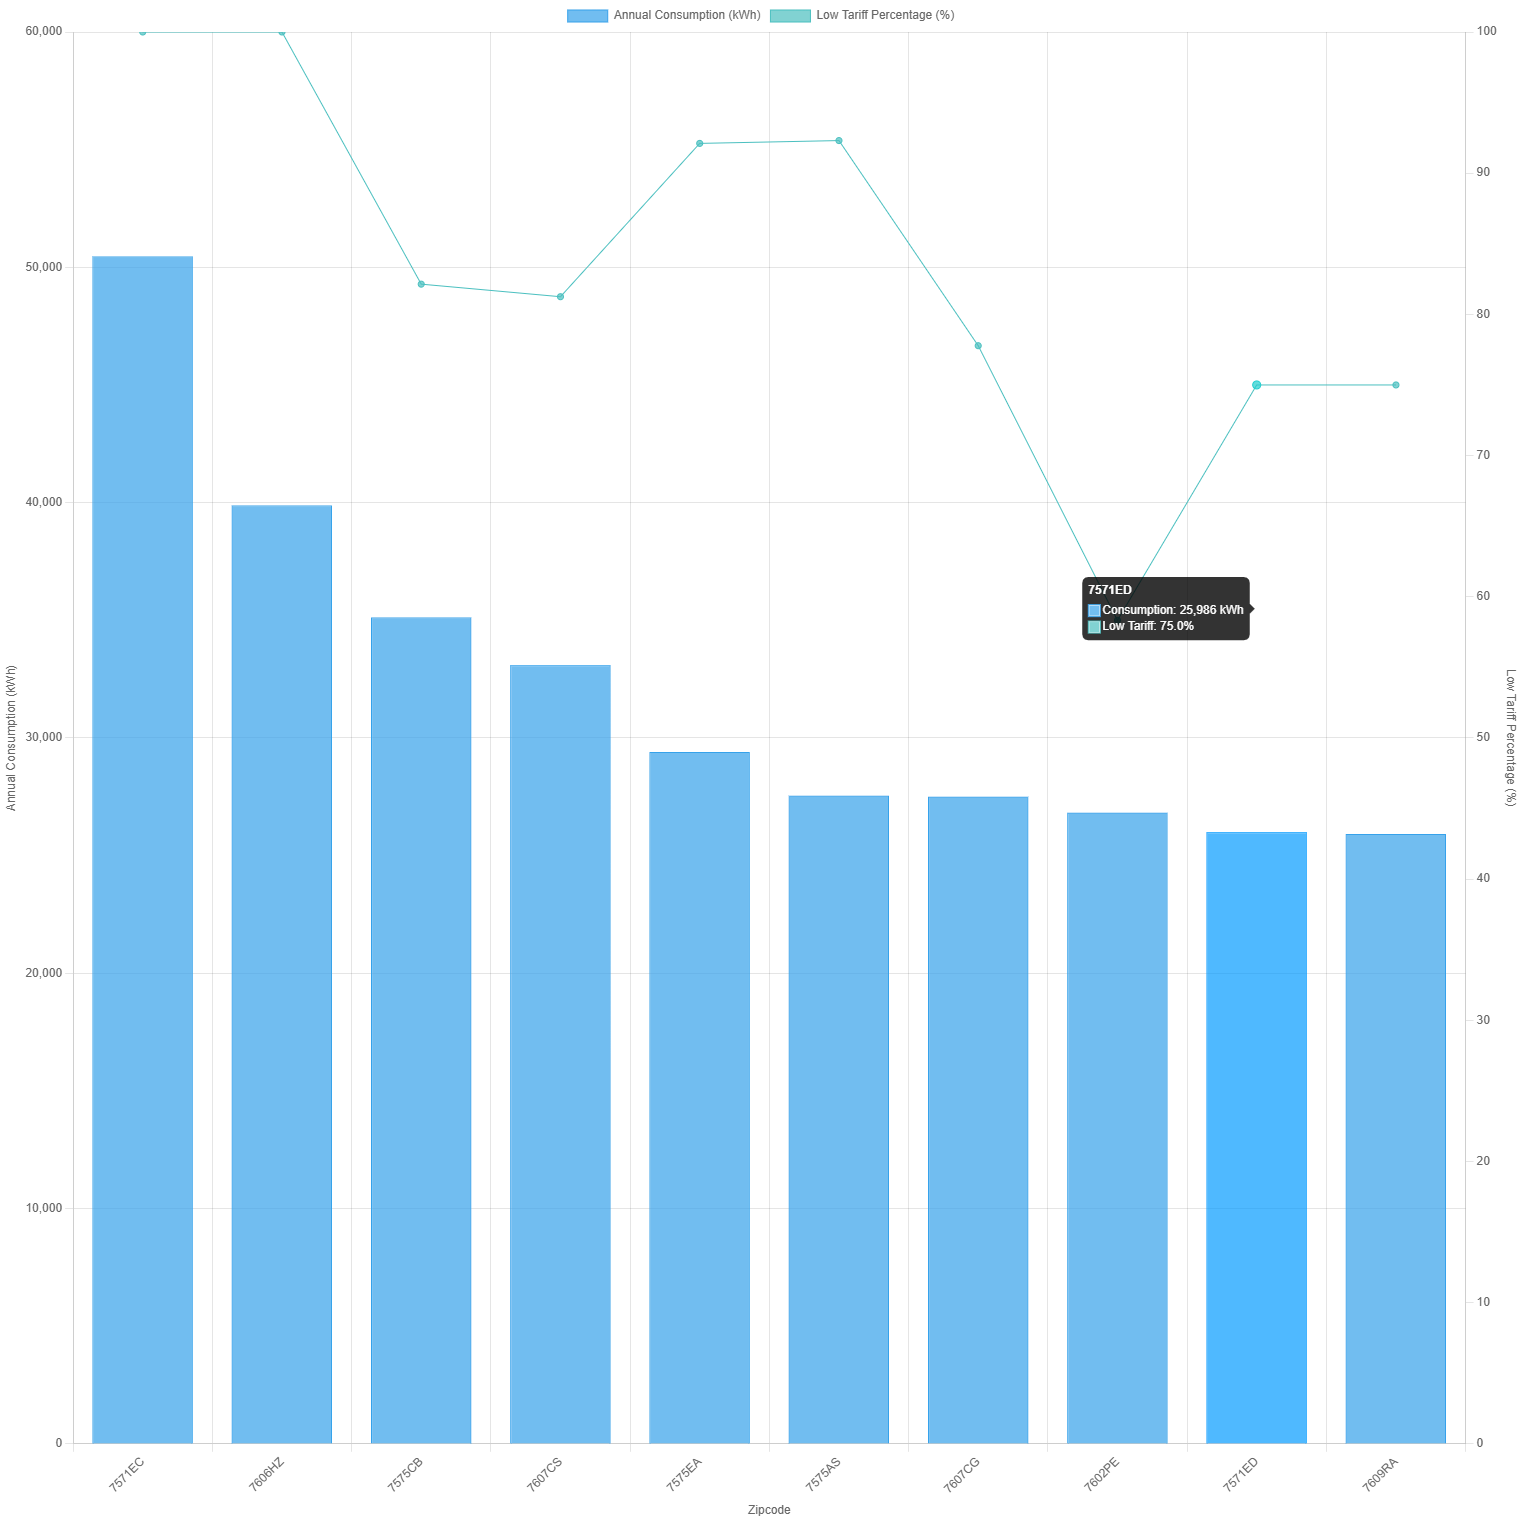 Annual Consumption (kWh)
Low Tariff Percentage (%)
60,000
50,000
40,000
30,000
20,000
10,000
0
Annual Consumption (kWh)
100
90
80
70
60
50
40
30
20
10
0
Low Tariff Percentage (%)
7571ED
Consumption: 25,986 kWh
Low Tariff: 75.0%
7571EC
7606HZ
7575CB
7607CS
7575EA
7575AS
7607CG
7602PE
7571ED
7609RA
Zipcode